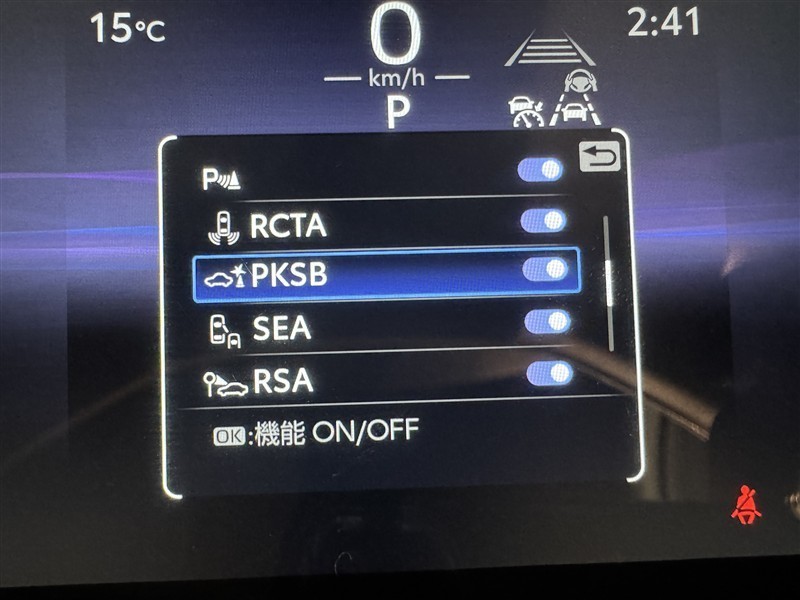 15°C
0
2:41
km/h
P
P
RCTA
PKSB
SEA
RSA
OK:機能 ON/OFF